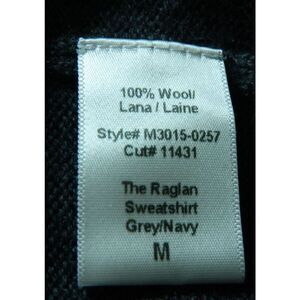 100% Wool/
Lana / Laine
Style# M3015-0257
Cut# 11431
The Raglan
Sweatshirt
Grey/Navy
M